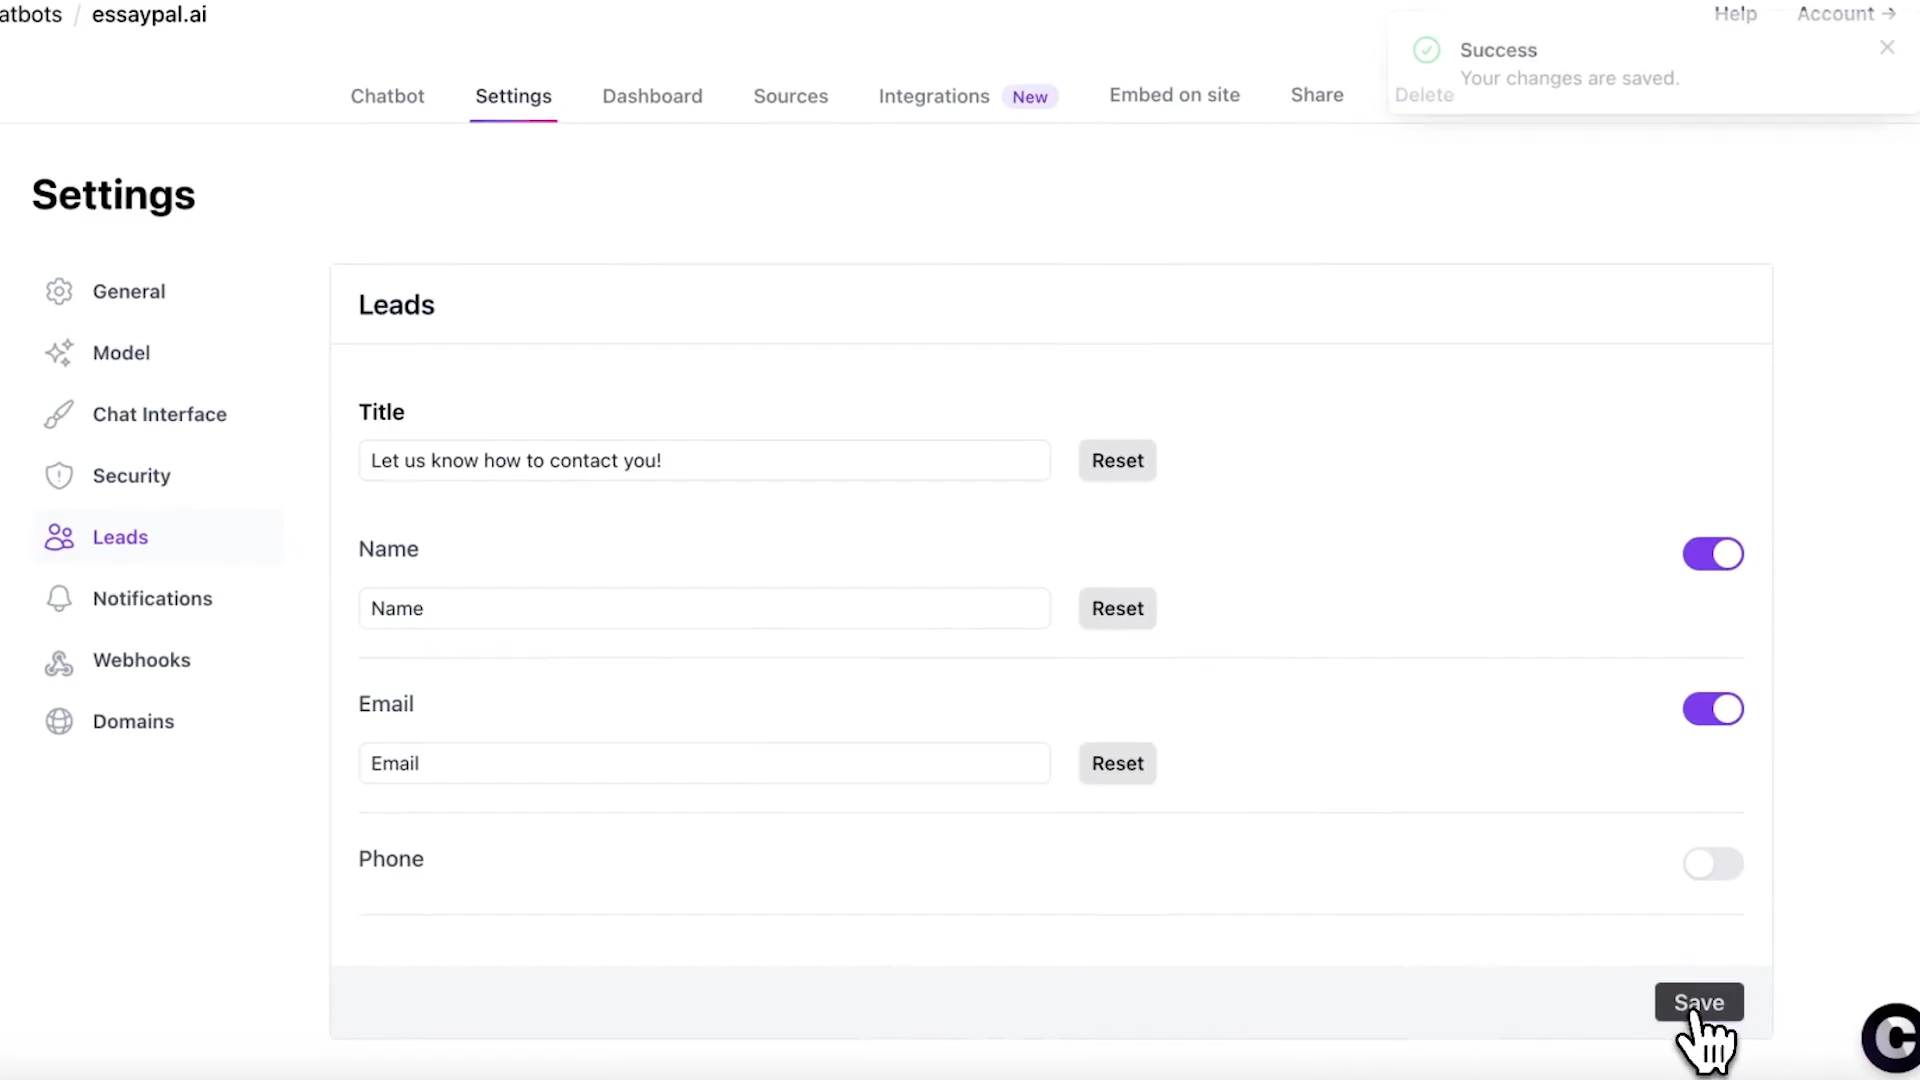 atbots / essaypal.ai
Help
Account →
Success
Your changes are saved.
Chatbot
Settings
Dashboard
Sources
Integrations New
Embed on site
Share
Delete
Settings
General
Model
Chat Interface
Security
Leads
Notifications
Webhooks
Domains
Leads
Title
Let us know how to contact you!
Reset
Name
Name
Reset
Email
Email
Reset
Phone
Save
C